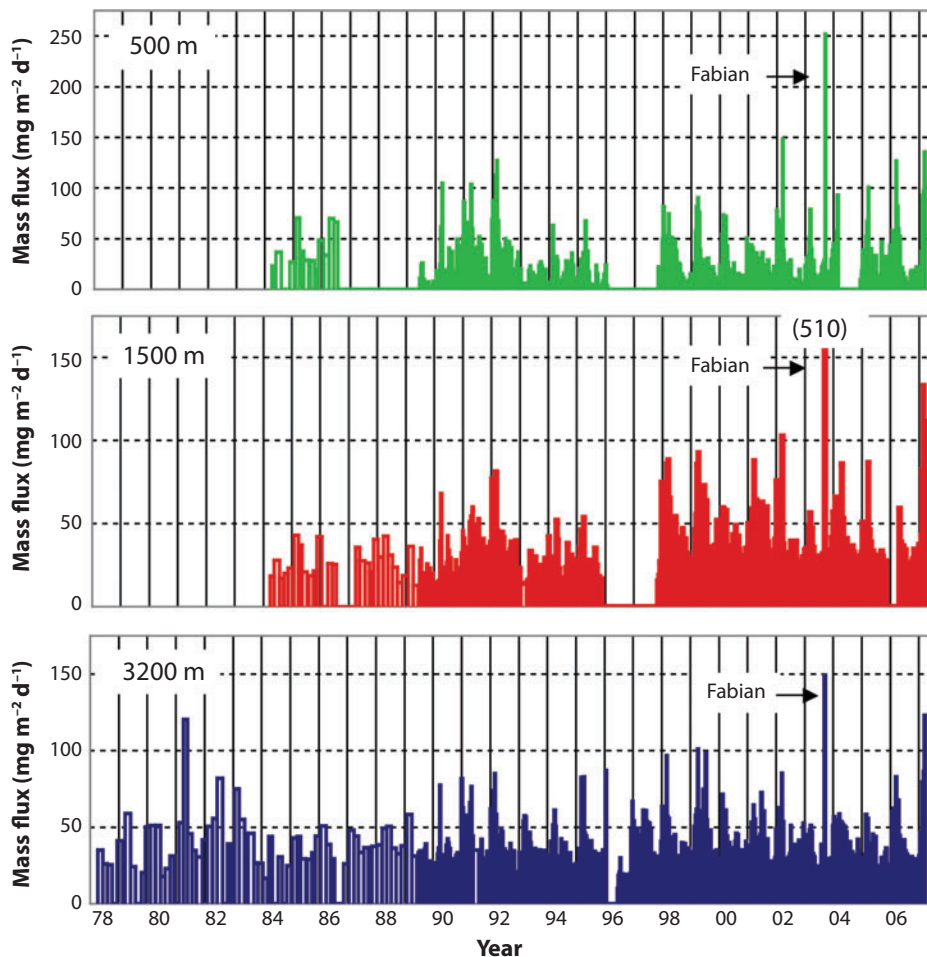 500 m
Mass flux (mg m⁻² d⁻¹)
250
200
150
100
50
0
Fabian
1500 m
Mass flux (mg m⁻² d⁻¹)
150
100
50
0
(510)
Fabian
3200 m
Mass flux (mg m⁻² d⁻¹)
150
100
50
0
Fabian
78 80 82 84 86 88 90 92 94 96 98 00 02 04 06
Year